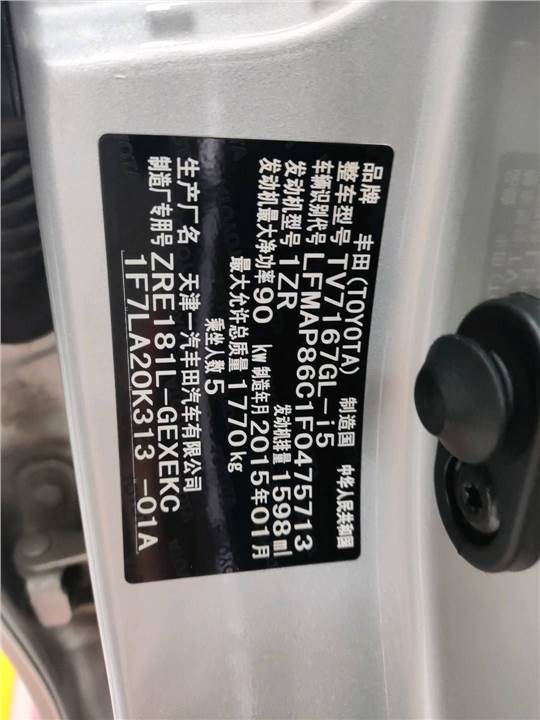 品牌 丰田(TOYOTA) 制造国 中华人民共和国
整车型号 TV7167GL-i5
车辆识别代号 LFMAP86C1F0475713
发动机型号 1ZR 发动机排量 1598 ml
发动机最大净功率 90 kw 制造年月 2015年01月
最大允许总质量 1770kg
乘坐人数 5
生产厂名 天津一汽丰田汽车有限公司
制造厂专用号 ZRE181L-GEXEKC
1F7LA20K313 -01A